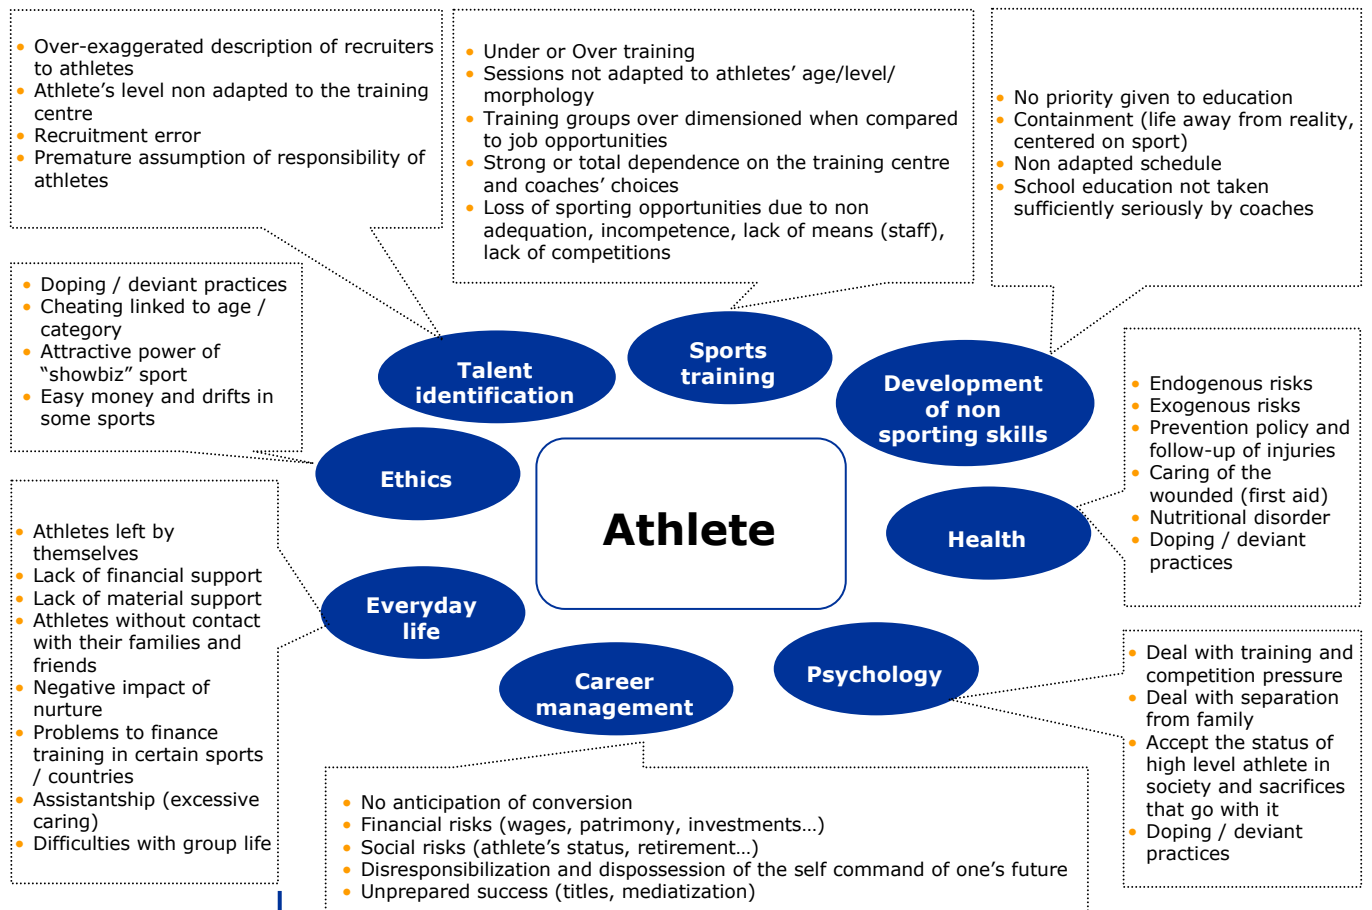 • Over-exaggerated description of recruiters
to athletes
• Athlete's level non adapted to the training
centre
• Recruitment error
• Premature assumption of responsibility of
athletes
• Under or Over training
• Sessions not adapted to athletes' age/level/
morphology
• Training groups over dimensioned when compared
to job opportunities
• Strong or total dependence on the training centre
and coaches' choices
• Loss of sporting opportunities due to non
adequation, incompetence, lack of means (staff),
lack of competitions
• No priority given to education
• Containment (life away from reality,
centered on sport)
• Non adapted schedule
• School education not taken
sufficiently seriously by coaches
• Doping / deviant practices
• Cheating linked to age /
category
• Attractive power of
“showbiz” sport
• Easy money and drifts in
some sports
Talent
identification
Sports
training
Development
of non
sporting skills
• Endogenous risks
• Exogenous risks
• Prevention policy and
follow-up of injuries
• Caring of the
wounded (first aid)
• Nutritional disorder
• Doping / deviant
practices
Ethics
Athlete
Health
• Athletes left by
themselves
• Lack of financial support
• Lack of material support
• Athletes without contact
with their families and
friends
• Negative impact of
nurture
• Problems to finance
training in certain sports
/ countries
• Assistantship (excessive
caring)
• Difficulties with group life
Everyday
life
Career
management
Psychology
• Deal with training and
competition pressure
• Deal with separation
from family
• Accept the status of
high level athlete in
society and sacrifices
that go with it
• Doping / deviant
practices
• No anticipation of conversion
• Financial risks (wages, patrimony, investments…)
• Social risks (athlete's status, retirement…)
• Disresponsibilization and dispossession of the self command of one's future
• Unprepared success (titles, mediatization)